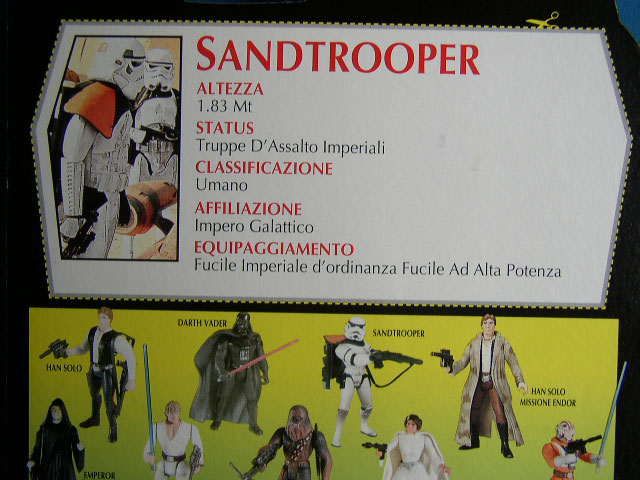 SANDTROOPER
ALTEZZA
1.83 Mt
STATUS
Truppe D'Assalto Imperiali
CLASSIFICAZIONE
Umano
AFFILIAZIONE
Impero Galattico
EQUIPAGGIAMENTO
Fucile Imperiale d'ordinanza Fucile Ad Alta Potenza
DARTH VADER
SANDTROOPER
HAN SOLO
HAN SOLO
MISSIONE ENDOR
EMPEROR